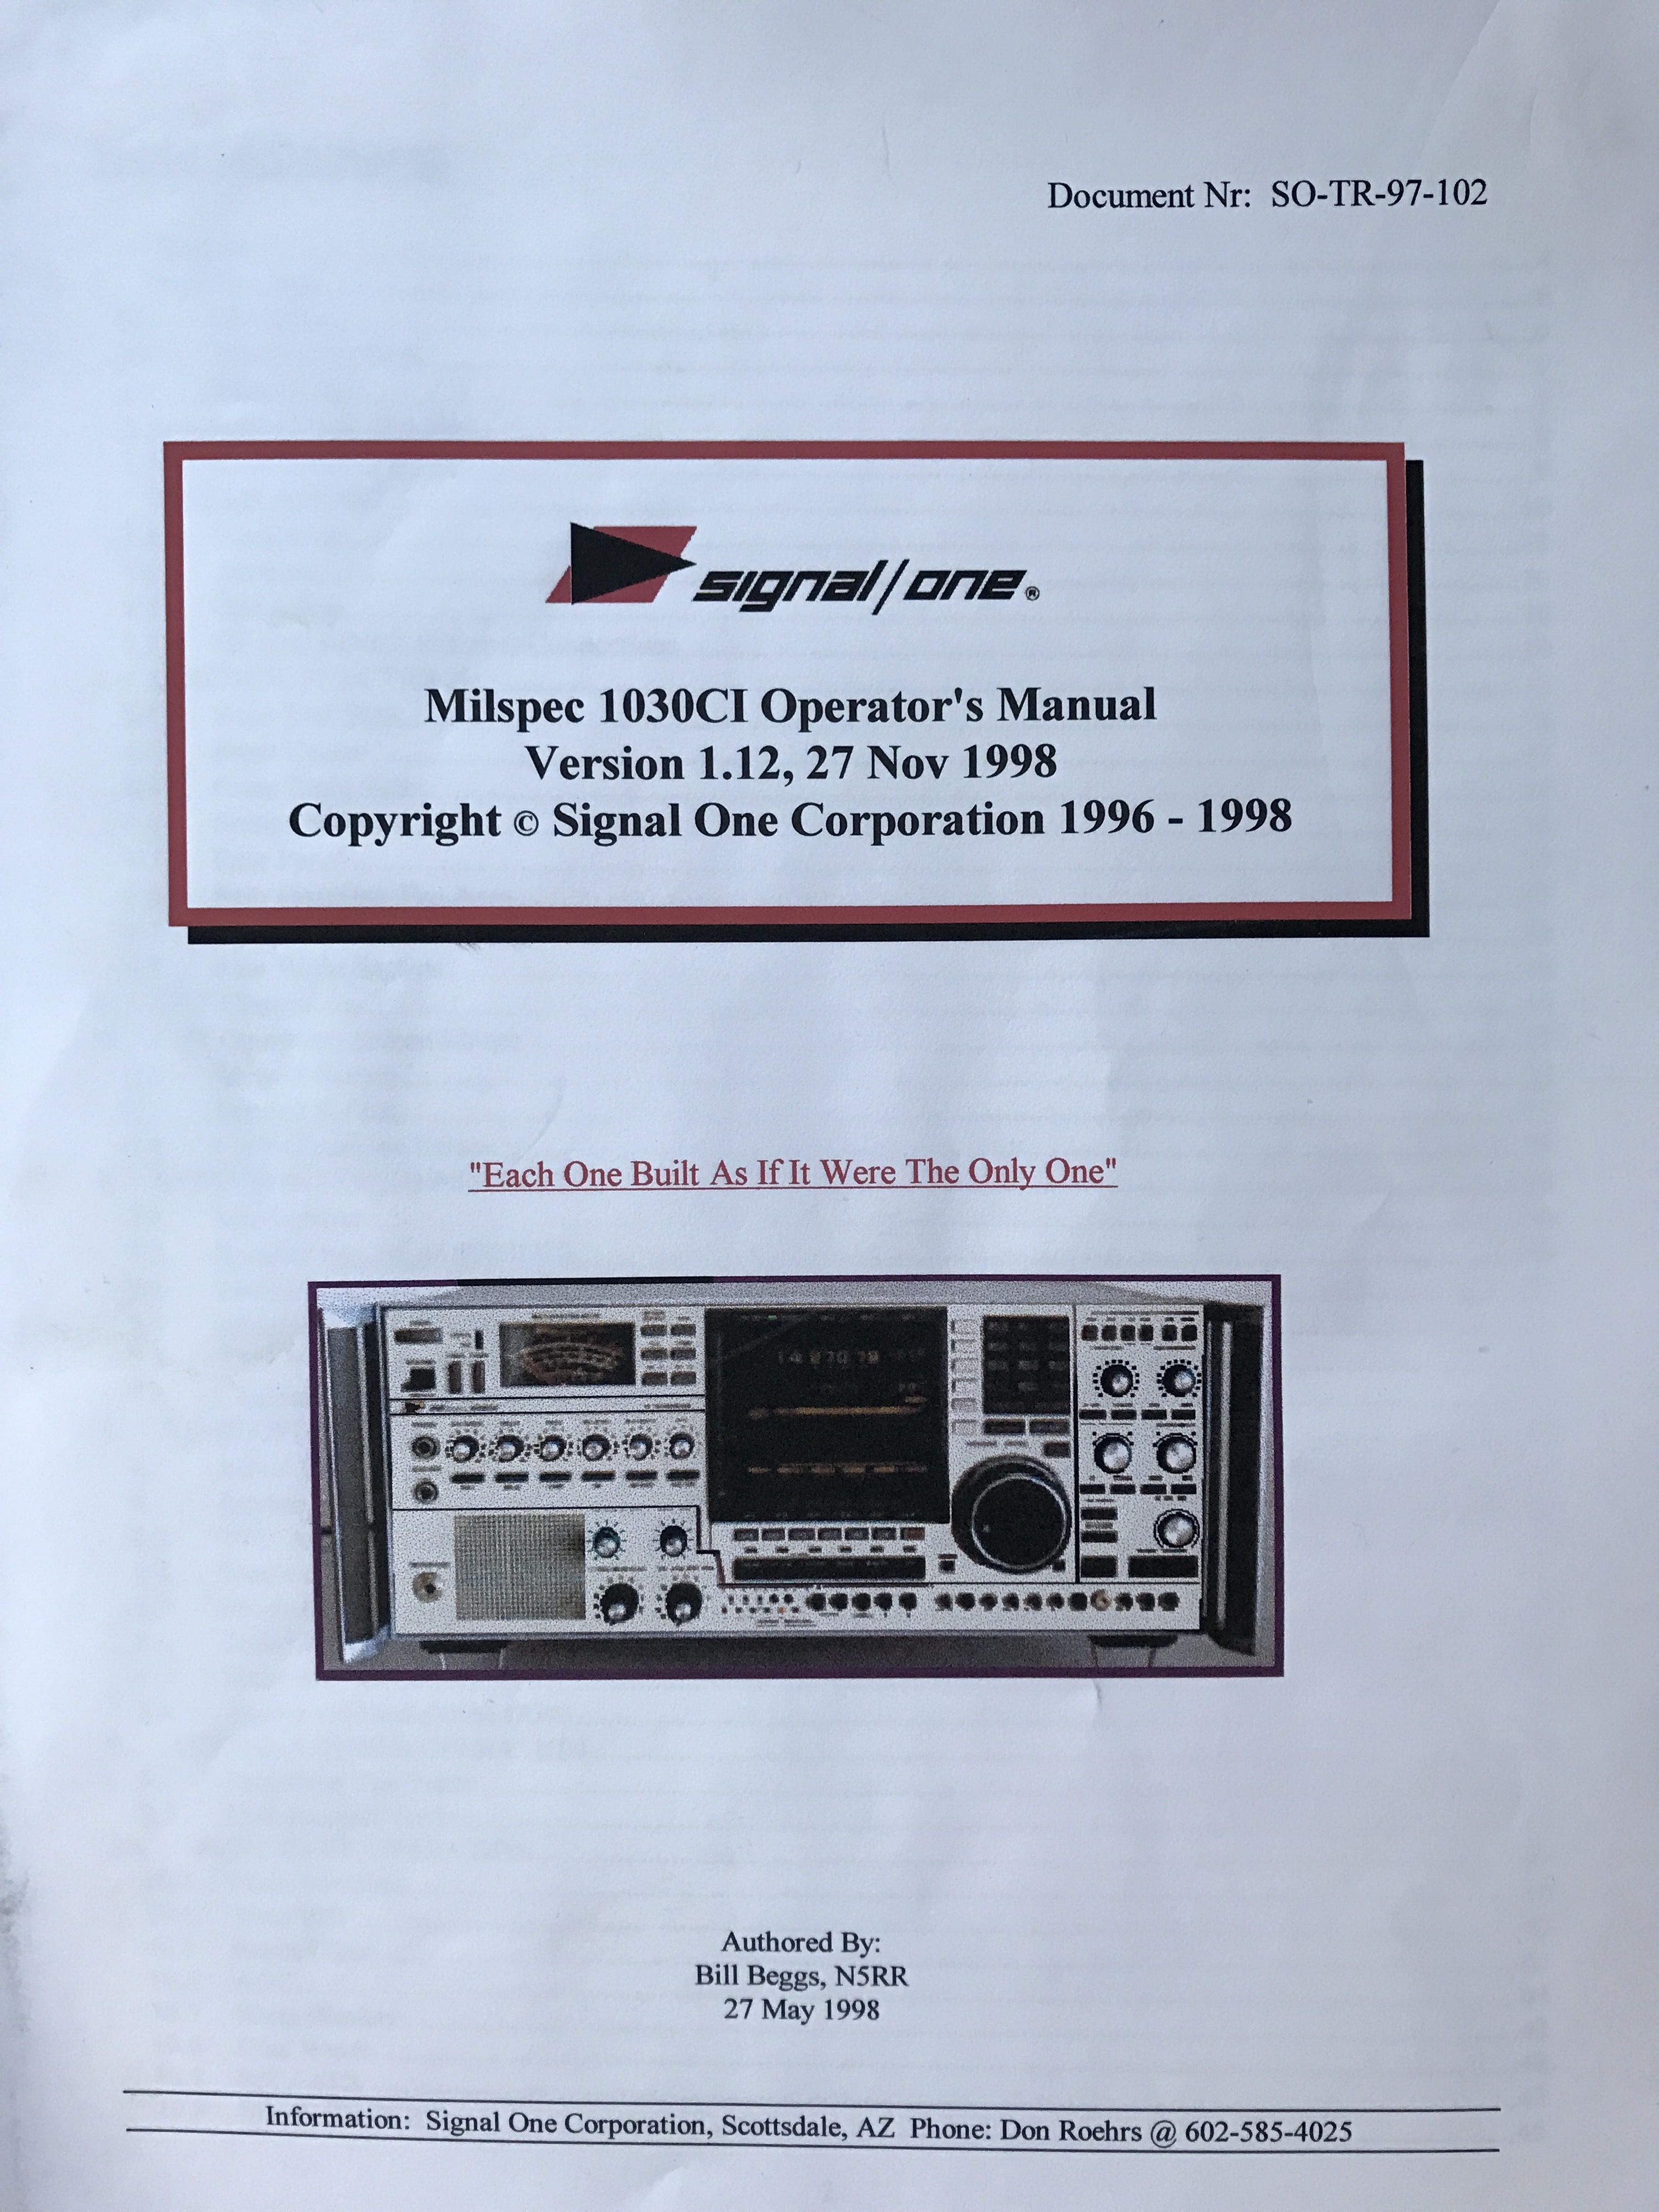 Document Nr: SO-TR-97-102
signal/one®
Milspec 1030CI Operator's Manual
Version 1.12, 27 Nov 1998
Copyright © Signal One Corporation 1996 - 1998
"Each One Built As If It Were The Only One"
Authored By:
Bill Beggs, N5RR
27 May 1998
Information: Signal One Corporation, Scottsdale, AZ Phone: Don Roehrs @ 602-585-4025